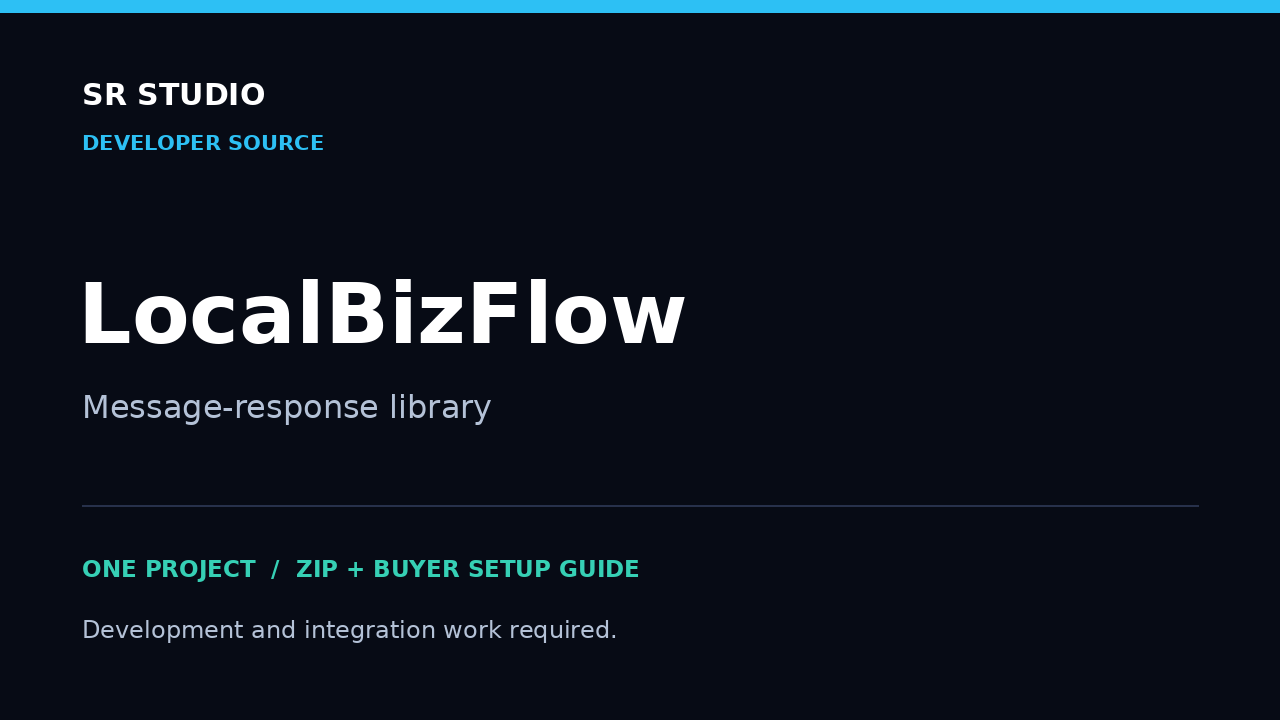 SR STUDIO
DEVELOPER SOURCE
LocalBizFlow
Message-response library
ONE PROJECT / ZIP + BUYER SETUP GUIDE
Development and integration work required.